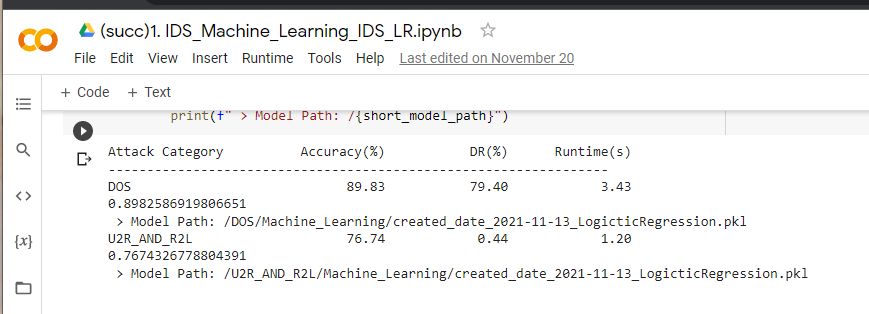 (succ)1. IDS_Machine_Learning_IDS_LR.ipynb
File Edit View Insert Runtime Tools Help Last edited on November 20
+ Code + Text
print(f" > Model Path: /{short_model_path}")
Attack Category Accuracy(%) DR(%) Runtime(s)
------------------------------------------------------------------
DOS 89.83 79.40 3.43
0.8982586919806651
> Model Path: /DOS/Machine_Learning/created_date_2021-11-13_LogicticRegression.pkl
U2R_AND_R2L 76.74 0.44 1.20
0.7674326778804391
> Model Path: /U2R_AND_R2L/Machine_Learning/created_date_2021-11-13_LogicticRegression.pkl